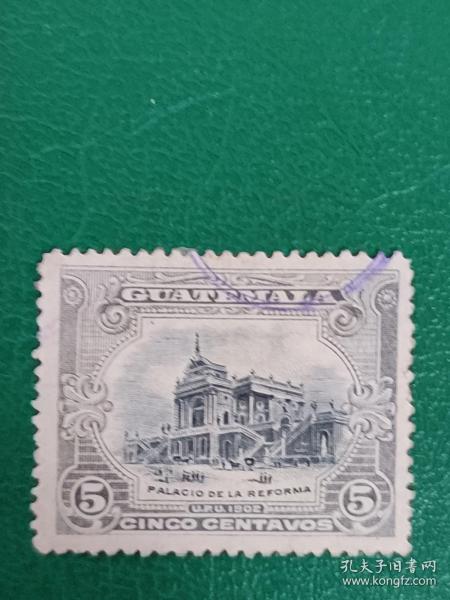 GUATEMALA
PALACIO DE LA REFORMA
5 U.P.U. 1902 5
CINCO CENTAVOS
孔夫子旧书网
www.kongfz.com